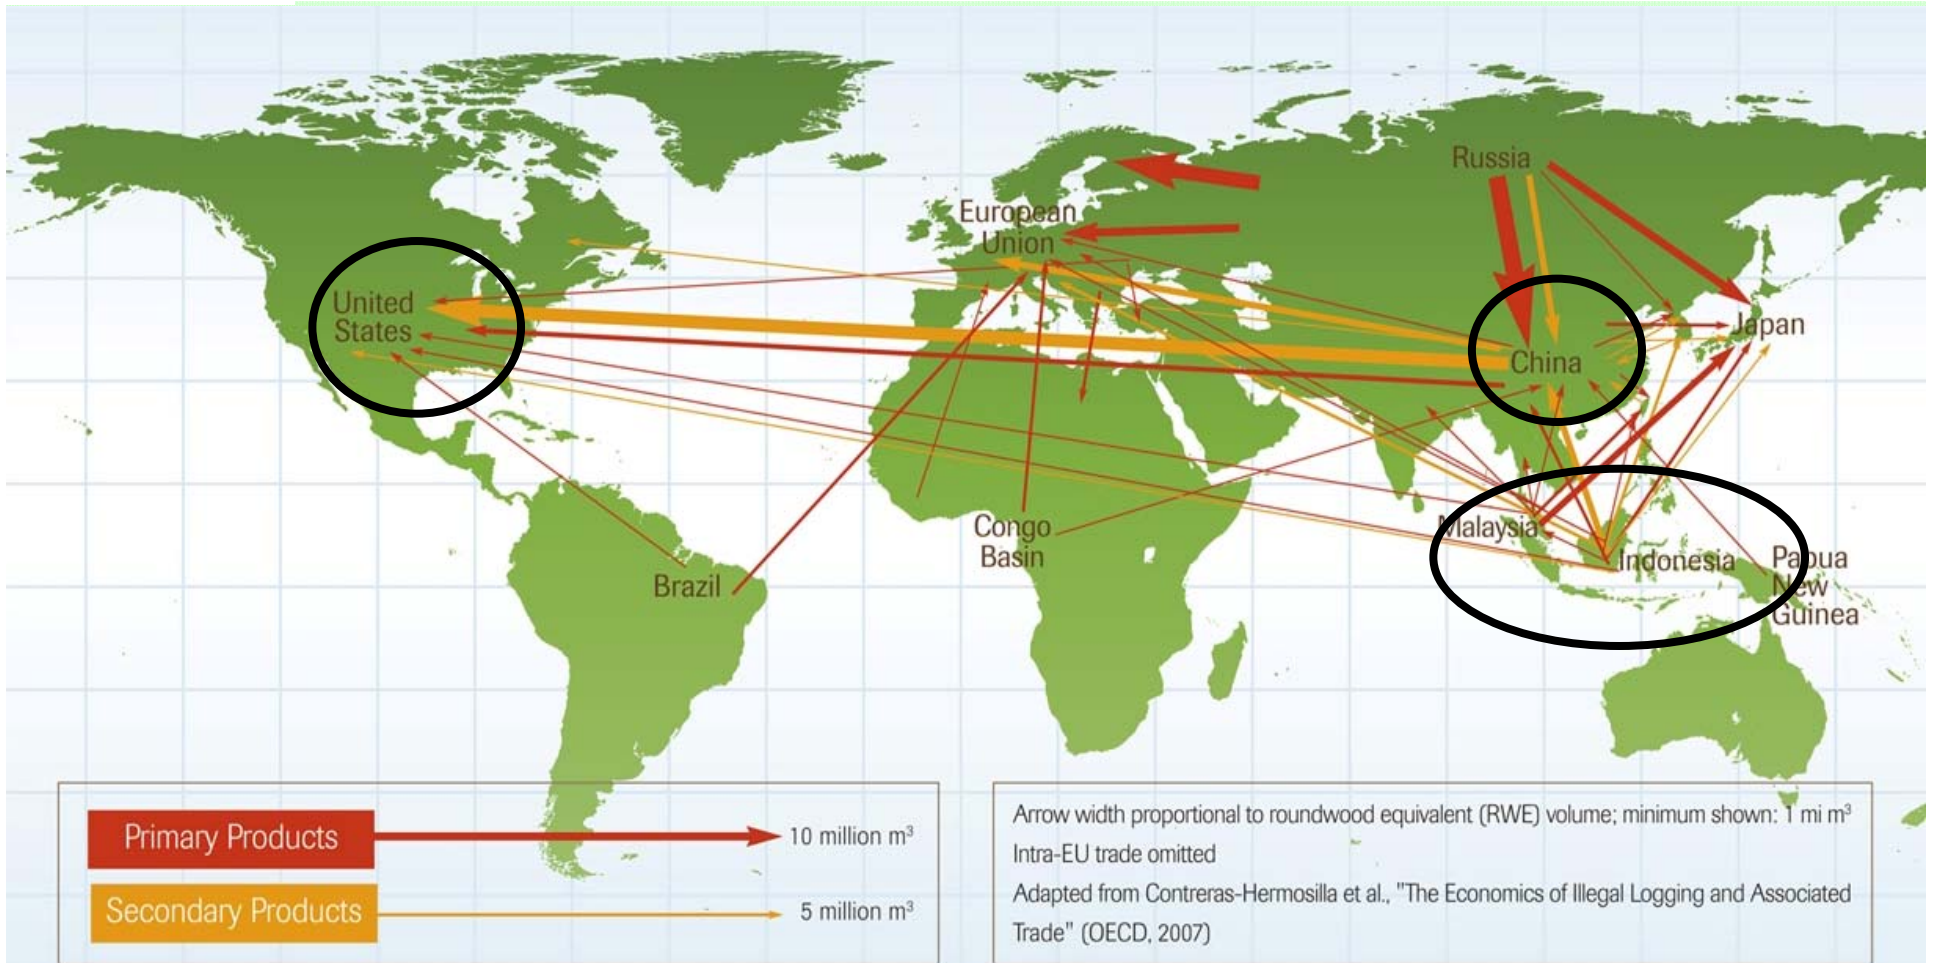 Russia
European
Union
United
States
Japan
China
Congo
Basin
Malaysia
Indonesia
Papua
New
Guinea
Brazil
Primary Products
10 million m³
Secondary Products
5 million m³
Arrow width proportional to roundwood equivalent (RWE) volume; minimum shown: 1 mi m³
Intra-EU trade omitted
Adapted from Contreras-Hermosilla et al., "The Economics of Illegal Logging and Associated
Trade" (OECD, 2007)